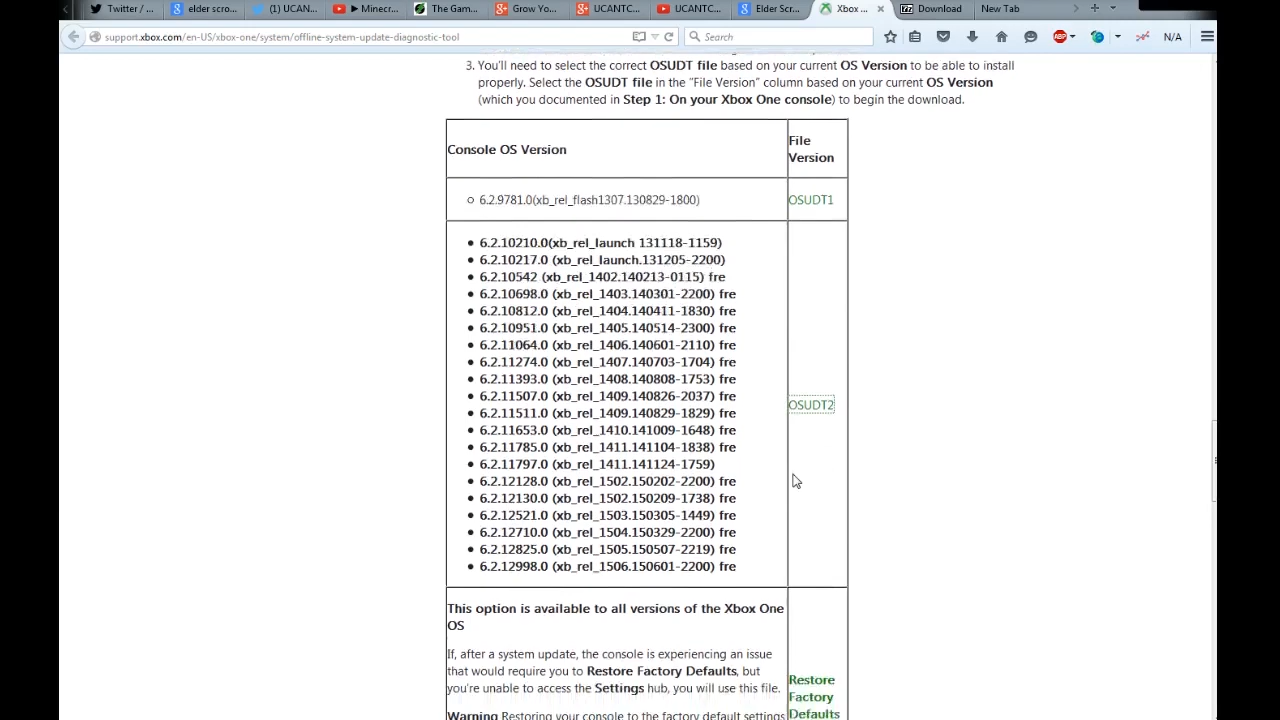 Twitter / ...
elder scro...
(1) UCANT...
▶ Minecr...
The Gam...
Grow Yo...
UCANTC...
UCANTC...
Elder Scr...
Xbox ...
Download
New Tab
support.xbox.com/en-US/xbox-one/system/offline-system-update-diagnostic-tool
Search
ABP
N/A
3. You'll need to select the correct OSUDT file based on your current OS Version to be able to install
properly. Select the OSUDT file in the "File Version" column based on your current OS Version
(which you documented in Step 1: On your Xbox One console) to begin the download.
Console OS Version
File
Version
6.2.9781.0(xb_rel_flash1307.130829-1800)
OSUDT1
6.2.10210.0(xb_rel_launch 131118-1159)
6.2.10217.0 (xb_rel_launch.131205-2200)
6.2.10542 (xb_rel_1402.140213-0115) fre
6.2.10698.0 (xb_rel_1403.140301-2200) fre
6.2.10812.0 (xb_rel_1404.140411-1830) fre
6.2.10951.0 (xb_rel_1405.140514-2300) fre
6.2.11064.0 (xb_rel_1406.140601-2110) fre
6.2.11274.0 (xb_rel_1407.140703-1704) fre
6.2.11393.0 (xb_rel_1408.140808-1753) fre
6.2.11507.0 (xb_rel_1409.140826-2037) fre
6.2.11511.0 (xb_rel_1409.140829-1829) fre
6.2.11653.0 (xb_rel_1410.141009-1648) fre
6.2.11785.0 (xb_rel_1411.141104-1838) fre
6.2.11797.0 (xb_rel_1411.141124-1759)
6.2.12128.0 (xb_rel_1502.150202-2200) fre
6.2.12130.0 (xb_rel_1502.150209-1738) fre
6.2.12521.0 (xb_rel_1503.150305-1449) fre
6.2.12710.0 (xb_rel_1504.150329-2200) fre
6.2.12825.0 (xb_rel_1505.150507-2219) fre
6.2.12998.0 (xb_rel_1506.150601-2200) fre
OSUDT2
This option is available to all versions of the Xbox One
OS
If, after a system update, the console is experiencing an issue
that would require you to Restore Factory Defaults, but
you're unable to access the Settings hub, you will use this file.
Warning Restoring your console to the factory default settings
Restore
Factory
Defaults